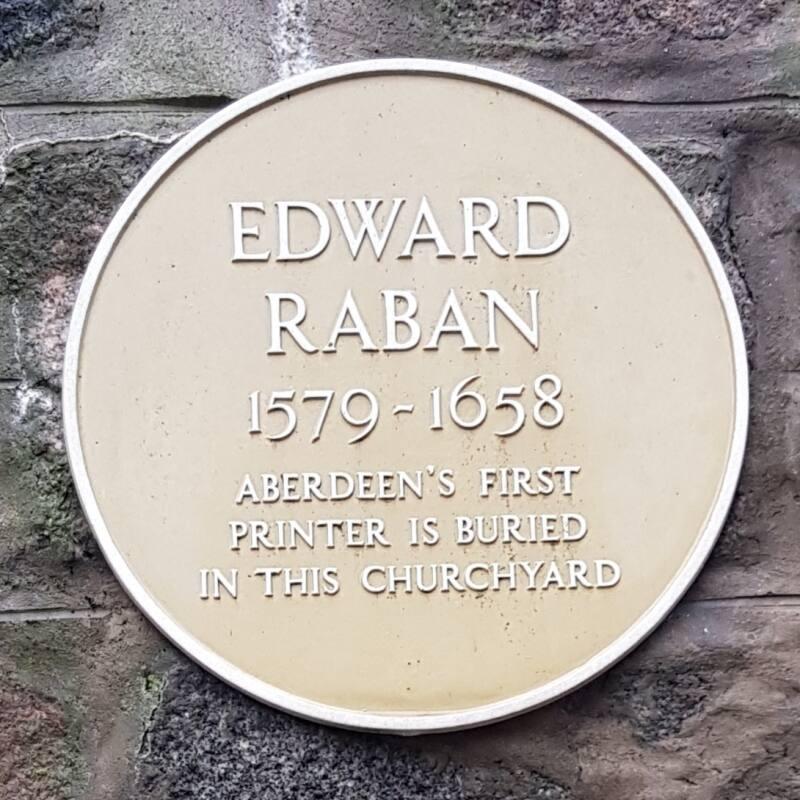 EDWARD
RABAN
1579-1658
ABERDEEN'S FIRST
PRINTER IS BURIED
IN THIS CHURCHYARD